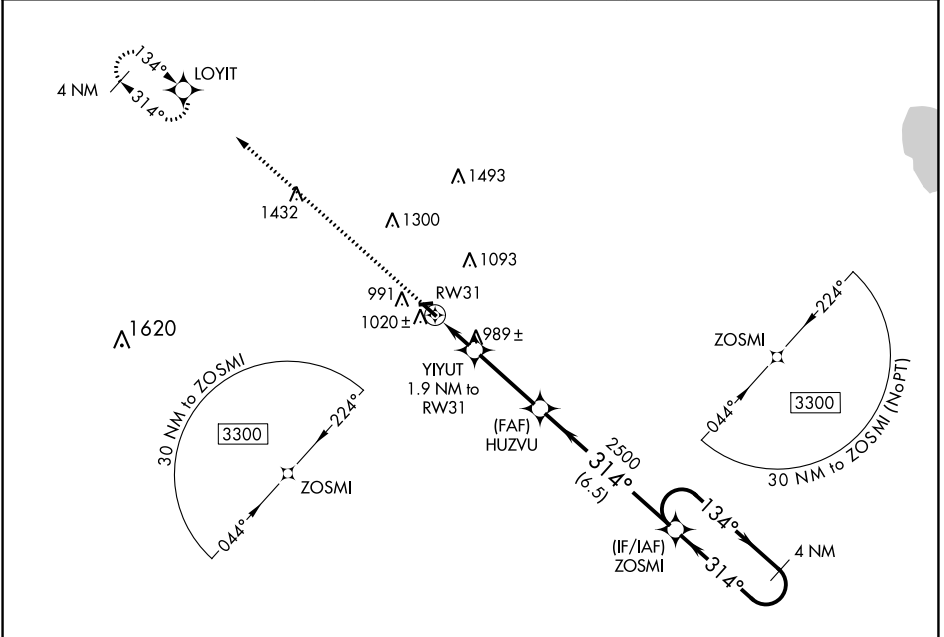 134°
LOYIT
4 NM
314°
1493
1432
1300
1093
991
RW31
1020±
989±
1620
YIYUT
1.9 NM to
RW31
ZOSMI
224°
044°
3300
30 NM to ZOSMI (NoPT)
30 NM to ZOSMI
3300
224°
044°
ZOSMI
(FAF)
HUZVU
2500
314°
(6.5)
(IF/IAF)
ZOSMI
134°
314°
4 NM